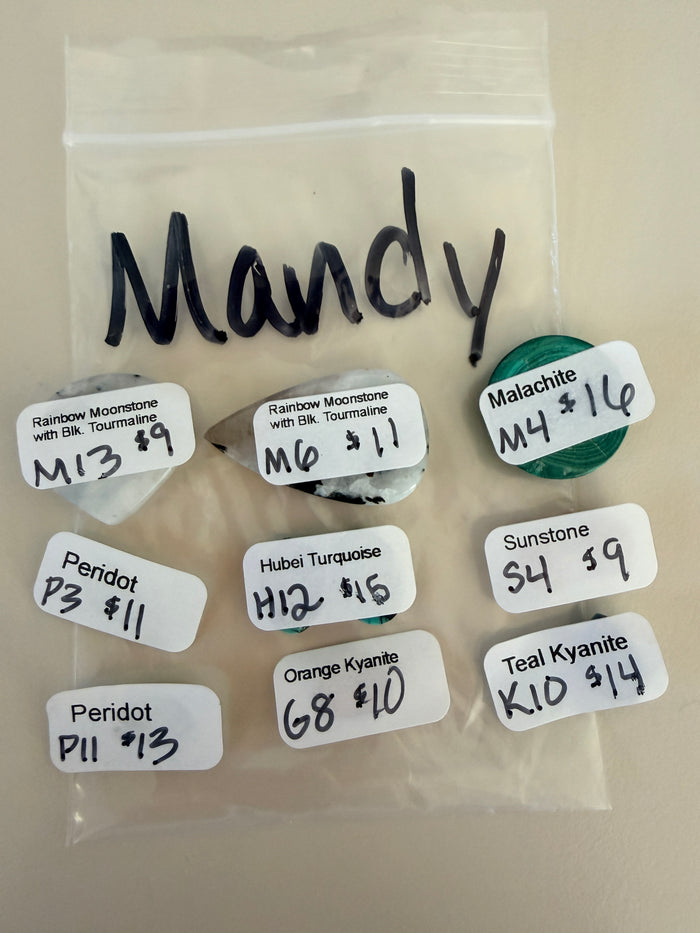 Mandy
Rainbow Moonstone
with Blk. Tourmaline
M13 $9
Rainbow Moonstone
with Blk. Tourmaline
M6 $11
Malachite
M4 $16
Peridot
P3 $11
Hubei Turquoise
H12 $15
Sunstone
S4 $9
Peridot
P11 $13
Orange Kyanite
G8 $10
Teal Kyanite
K10 $14